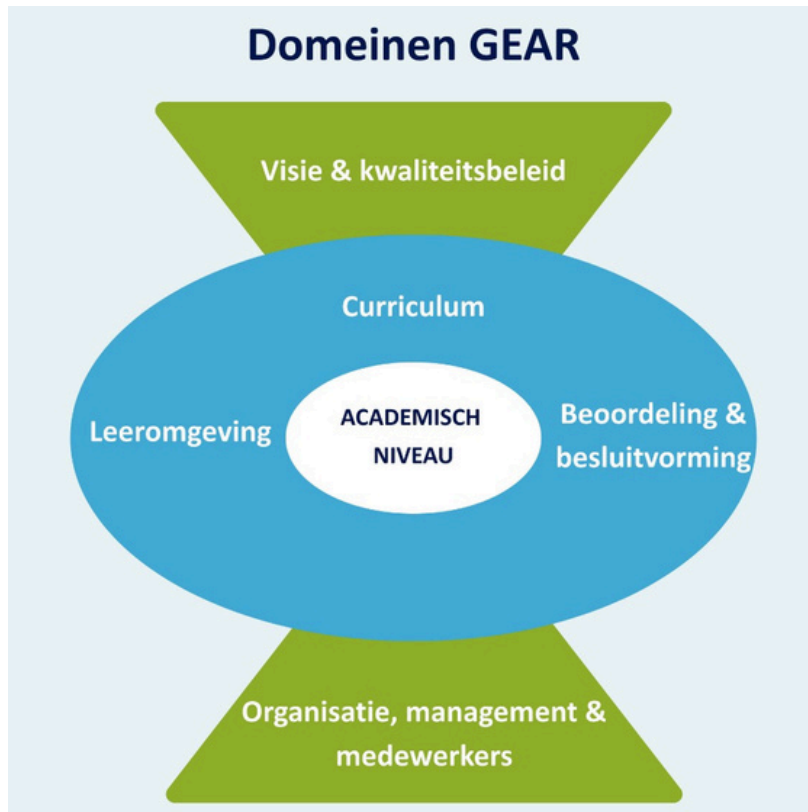 Domeinen GEAR
Visie & kwaliteitsbeleid
Curriculum
Leeromgeving
ACADEMISCH
NIVEAU
Beoordeling &
besluitvorming
Organisatie, management &
medewerkers